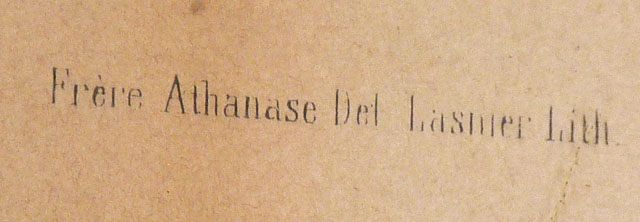 Frère Athanase Del Lasnier Lith.